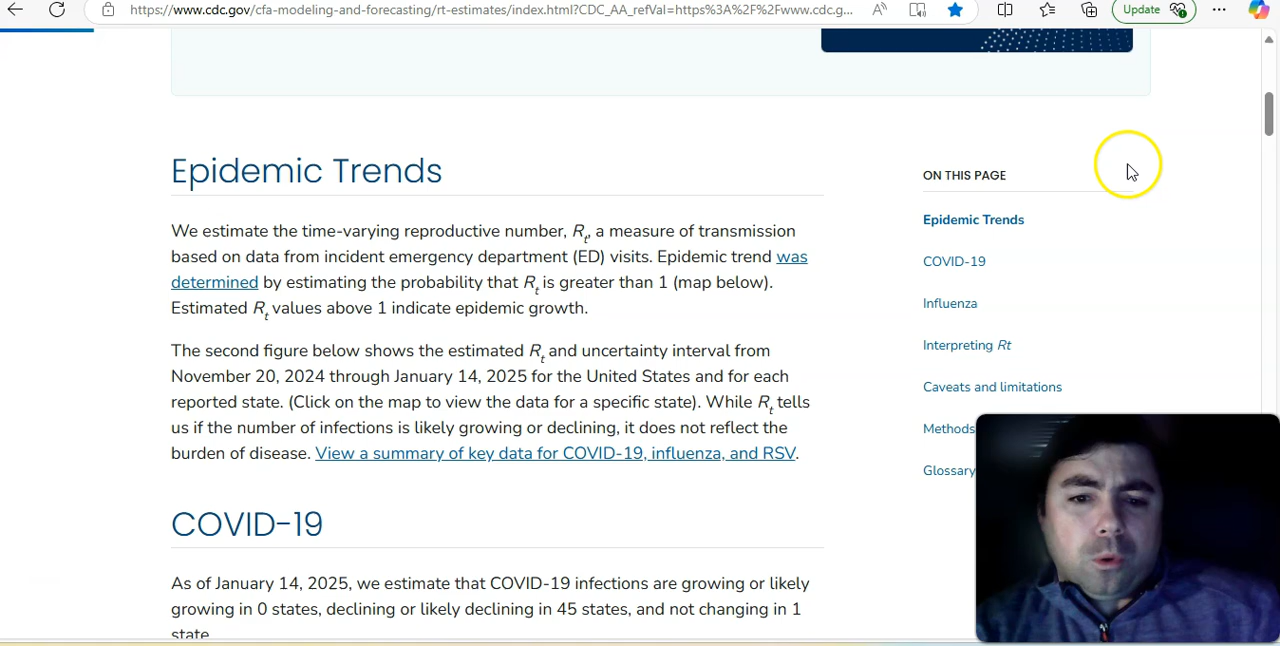 https://www.cdc.gov/cfa-modeling-and-forecasting/rt-estimates/index.html?CDC_AA_refVal=https%3A%2F%2Fwww.cdc.g...
Update
Epidemic Trends
We estimate the time-varying reproductive number, Rt, a measure of transmission
based on data from incident emergency department (ED) visits. Epidemic trend was
determined by estimating the probability that Rt is greater than 1 (map below).
Estimated Rt values above 1 indicate epidemic growth.
The second figure below shows the estimated Rt and uncertainty interval from
November 20, 2024 through January 14, 2025 for the United States and for each
reported state. (Click on the map to view the data for a specific state). While Rt tells
us if the number of infections is likely growing or declining, it does not reflect the
burden of disease. View a summary of key data for COVID-19, influenza, and RSV.
COVID-19
As of January 14, 2025, we estimate that COVID-19 infections are growing or likely
growing in 0 states, declining or likely declining in 45 states, and not changing in 1
state
ON THIS PAGE
Epidemic Trends
COVID-19
Influenza
Interpreting Rt
Caveats and limitations
Methods
Glossary